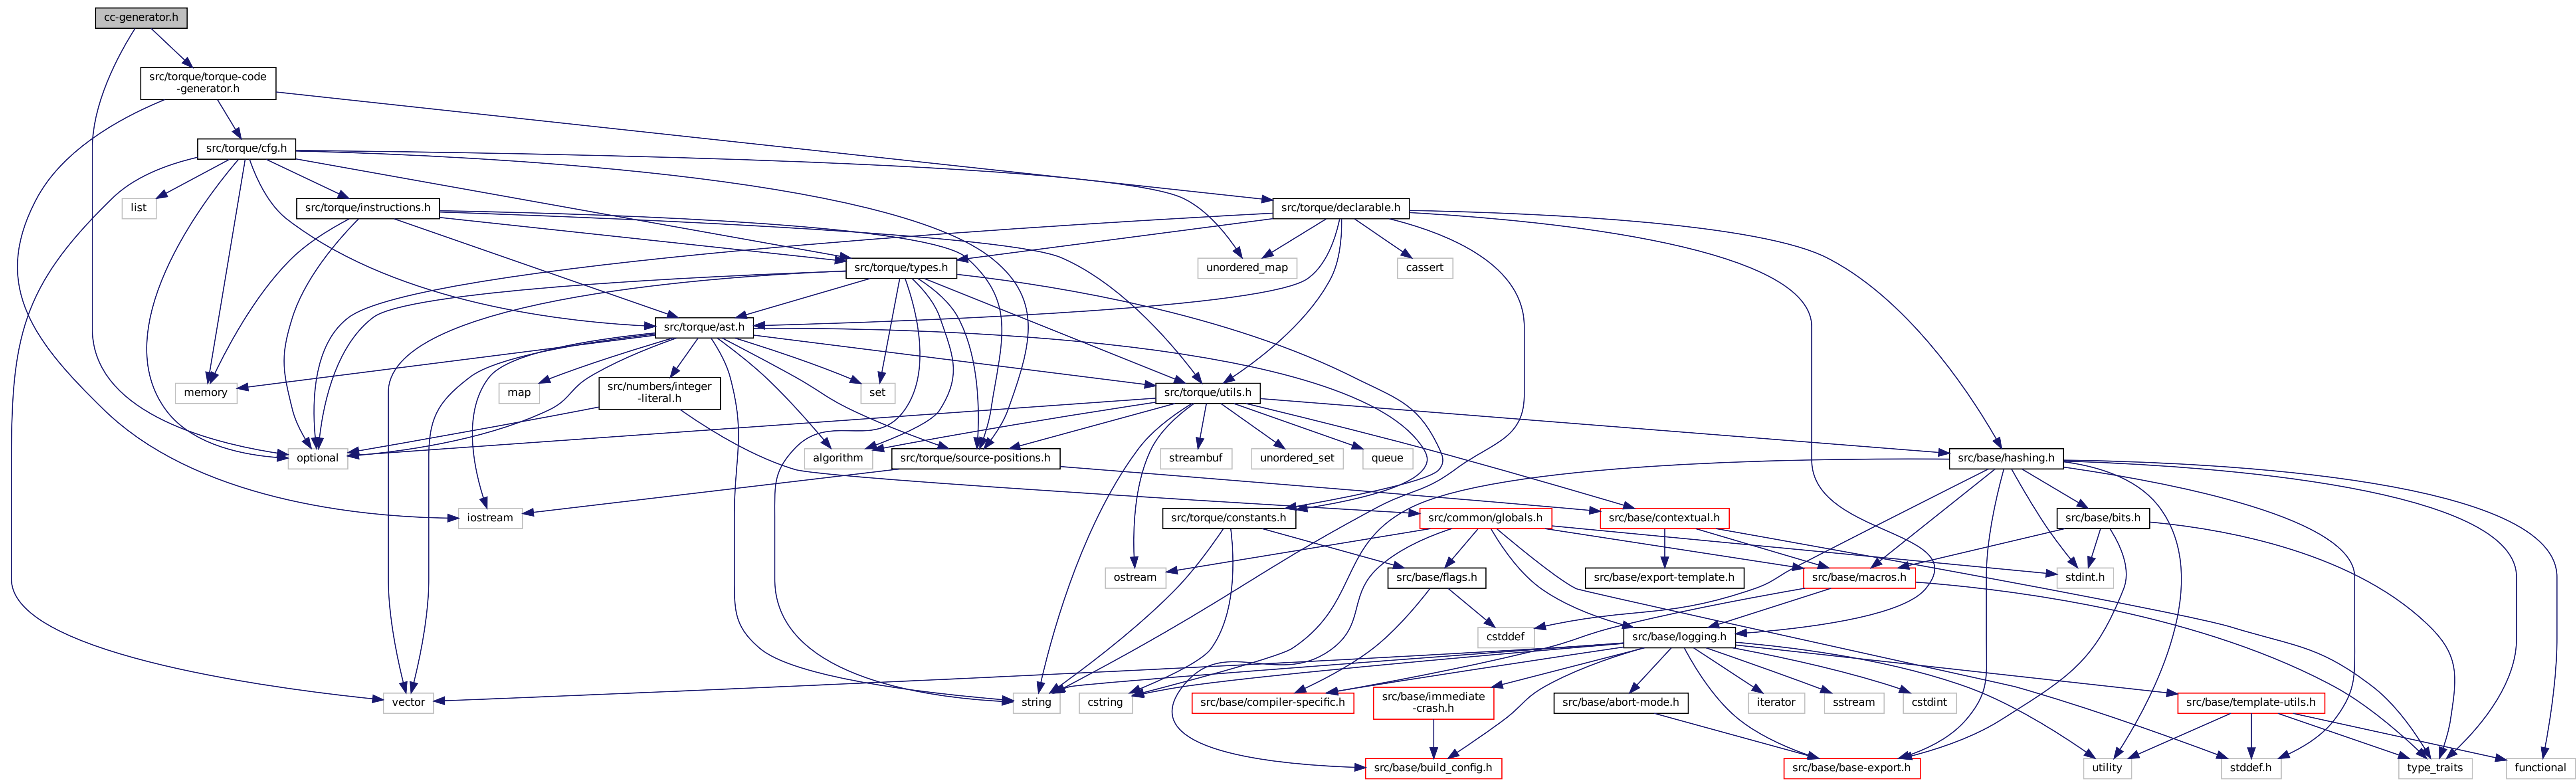 cc-generator.h
src/torque/torque-code
-generator.h
src/torque/cfg.h
list
src/torque/instructions.h
src/torque/declarable.h
src/torque/types.h
unordered_map
cassert
src/torque/ast.h
memory
map
src/numbers/integer
-literal.h
set
src/torque/utils.h
optional
algorithm
src/torque/source-positions.h
streambuf
unordered_set
queue
src/base/hashing.h
iostream
src/torque/constants.h
src/common/globals.h
src/base/contextual.h
src/base/bits.h
ostream
src/base/flags.h
src/base/export-template.h
src/base/macros.h
stdint.h
cstddef
src/base/logging.h
vector
string
cstring
src/base/compiler-specific.h
src/base/immediate
-crash.h
src/base/abort-mode.h
iterator
sstream
cstdint
src/base/template-utils.h
src/base/build_config.h
src/base/base-export.h
utility
stddef.h
type_traits
functional